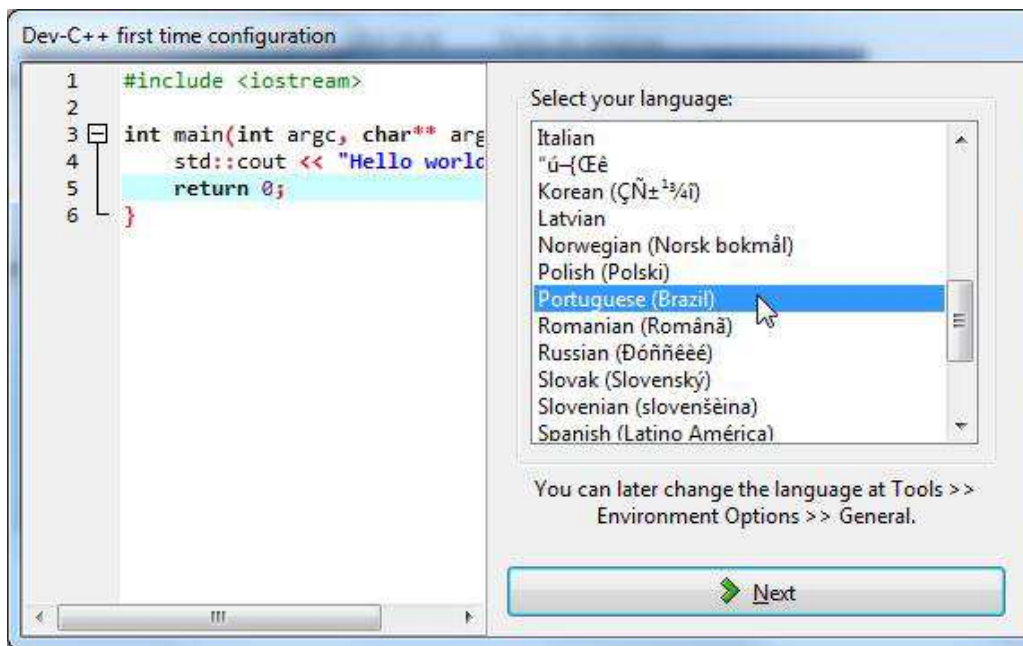 Dev-C++ first time configuration
1 #include <iostream>
2
3 int main(int argc, char** arg
4 std::cout << "Hello world
5 return 0;
6 }
Select your language:
Italian
"ú–{Œê
Korean (ÇÑ±¹¾î)
Latvian
Norwegian (Norsk bokmål)
Polish (Polski)
Portuguese (Brazil)
Romanian (Românã)
Russian (Ðóññêèé)
Slovak (Slovenský)
Slovenian (slovenšèina)
Spanish (Latino América)
You can later change the language at Tools >>
Environment Options >> General.
Next